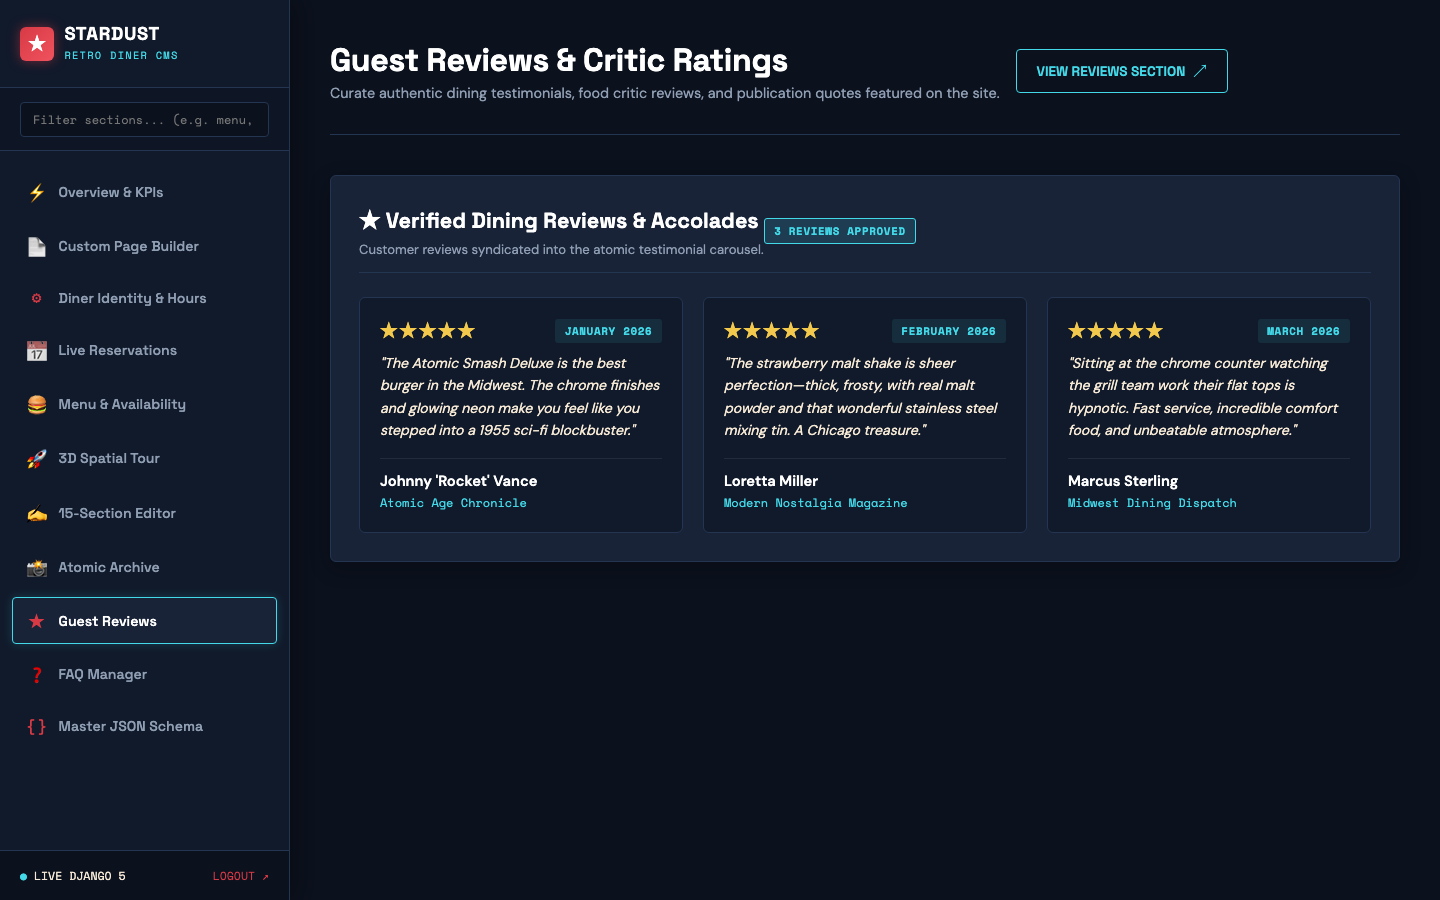 STARDUST
RETRO DINER CMS
Filter sections... (e.g. menu,
⚡ Overview & KPIs
📄 Custom Page Builder
⚙ Diner Identity & Hours
📅 Live Reservations
🍔 Menu & Availability
🚀 3D Spatial Tour
✍ 15-Section Editor
📸 Atomic Archive
★ Guest Reviews
❓ FAQ Manager
{} Master JSON Schema
LIVE DJANGO 5
LOGOUT ↗
Guest Reviews & Critic Ratings
Curate authentic dining testimonials, food critic reviews, and publication quotes featured on the site.
VIEW REVIEWS SECTION ↗
★ Verified Dining Reviews & Accolades
Customer reviews syndicated into the atomic testimonial carousel.
3 REVIEWS APPROVED
★★★★★
JANUARY 2026
"The Atomic Smash Deluxe is the best
burger in the Midwest. The chrome finishes
and glowing neon make you feel like you
stepped into a 1955 sci-fi blockbuster."
Johnny 'Rocket' Vance
Atomic Age Chronicle
★★★★★
FEBRUARY 2026
"The strawberry malt shake is sheer
perfection—thick, frosty, with real malt
powder and that wonderful stainless steel
mixing tin. A Chicago treasure."
Loretta Miller
Modern Nostalgia Magazine
★★★★★
MARCH 2026
"Sitting at the chrome counter watching
the grill team work their flat tops is
hypnotic. Fast service, incredible comfort
food, and unbeatable atmosphere."
Marcus Sterling
Midwest Dining Dispatch